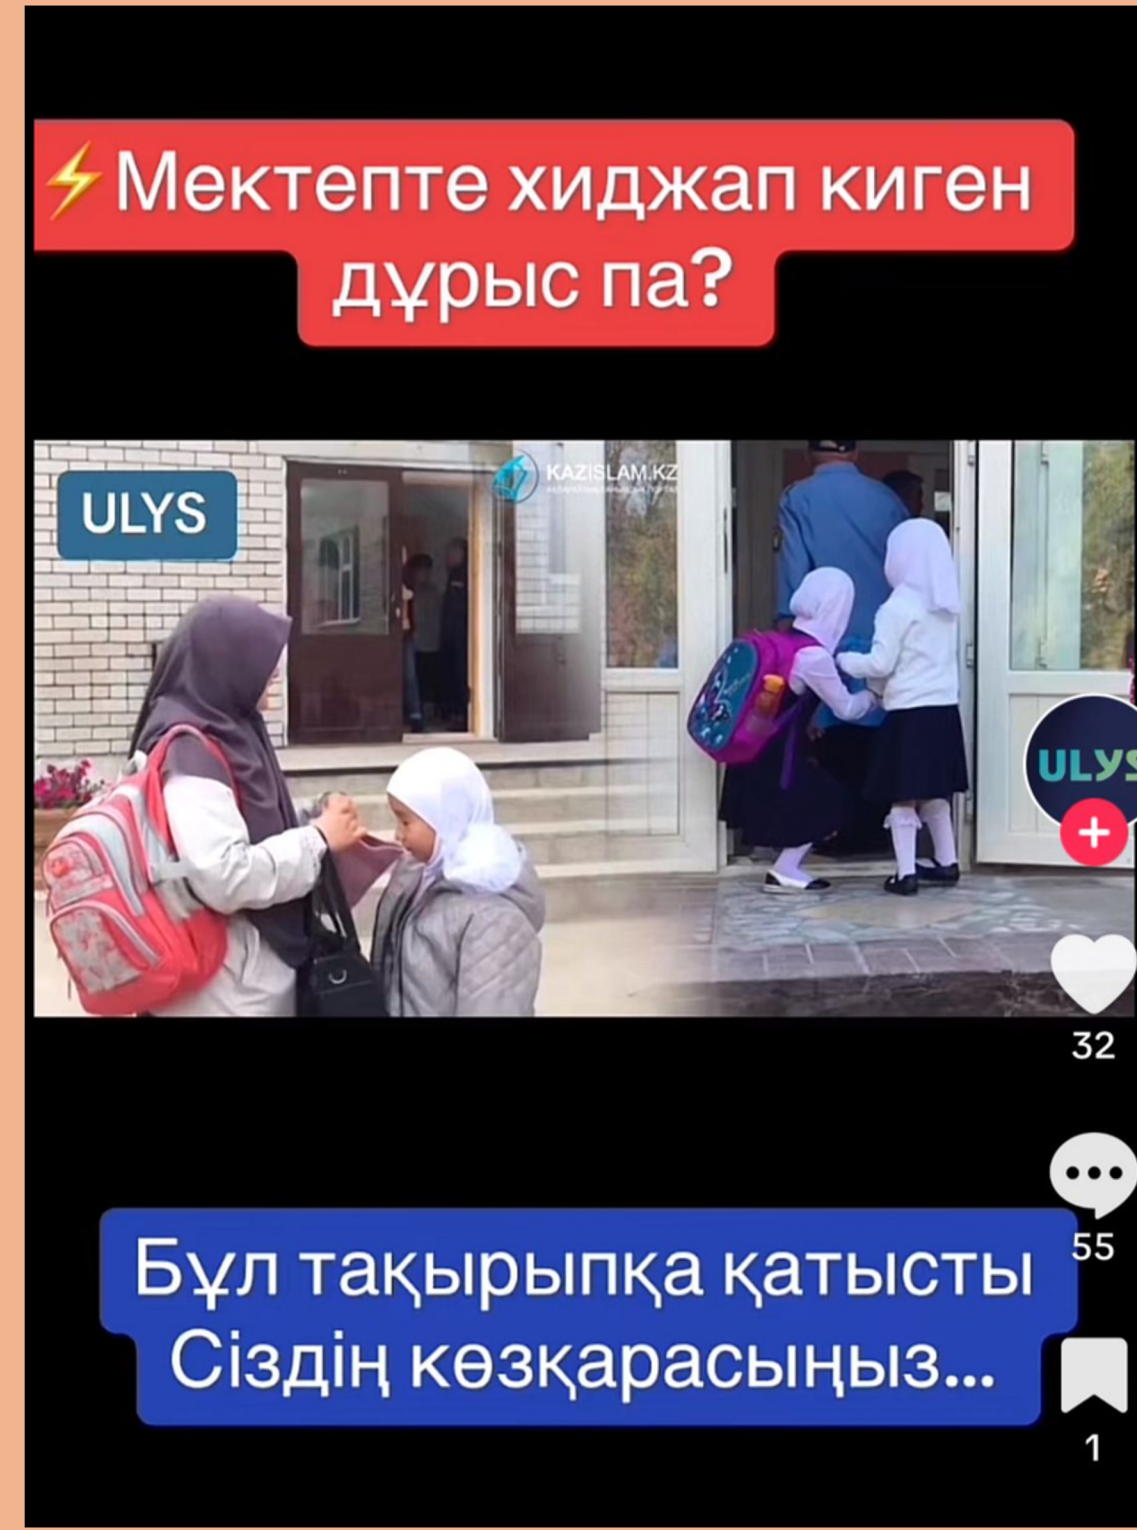 ⚡Мектепте хиджап киген
дұрыс па?
ULYS
KAZISLAM.KZ
ULYS
32
55
Бұл тақырыпқа қатысты
Сіздің көзқарасыңыз...
1